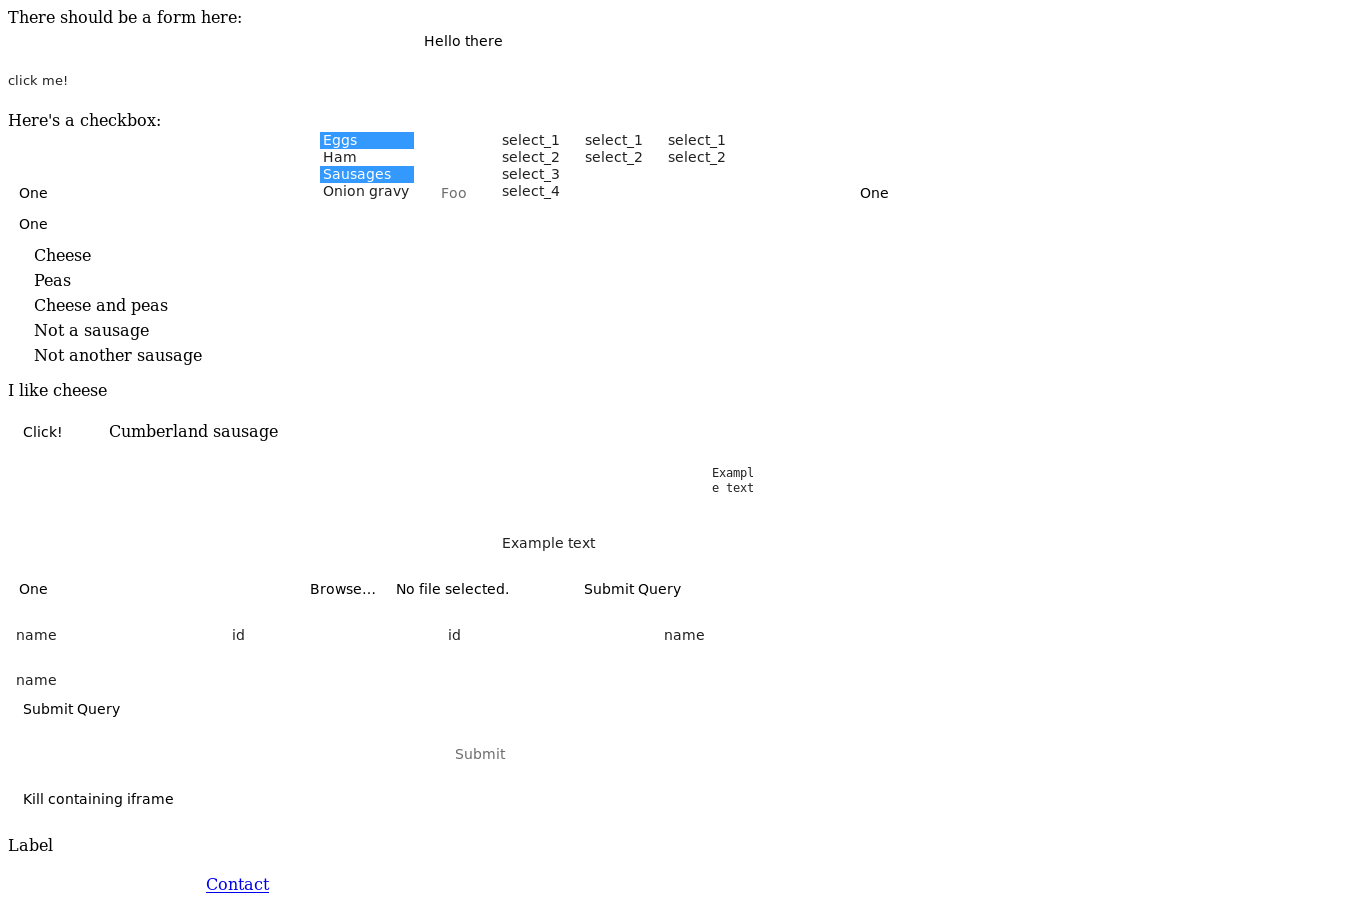 There should be a form here:
Hello there
click me!
Here's a checkbox:
Eggs select_1 select_1 select_1
Ham select_2 select_2 select_2
Sausages select_3
Onion gravy select_4
One Foo One
One
Cheese
Peas
Cheese and peas
Not a sausage
Not another sausage
I like cheese
Click! Cumberland sausage
Exampl
e text
Example text
One Browse... No file selected. Submit Query
name id id name
name
Submit Query
Submit
Kill containing iframe
Label
Contact